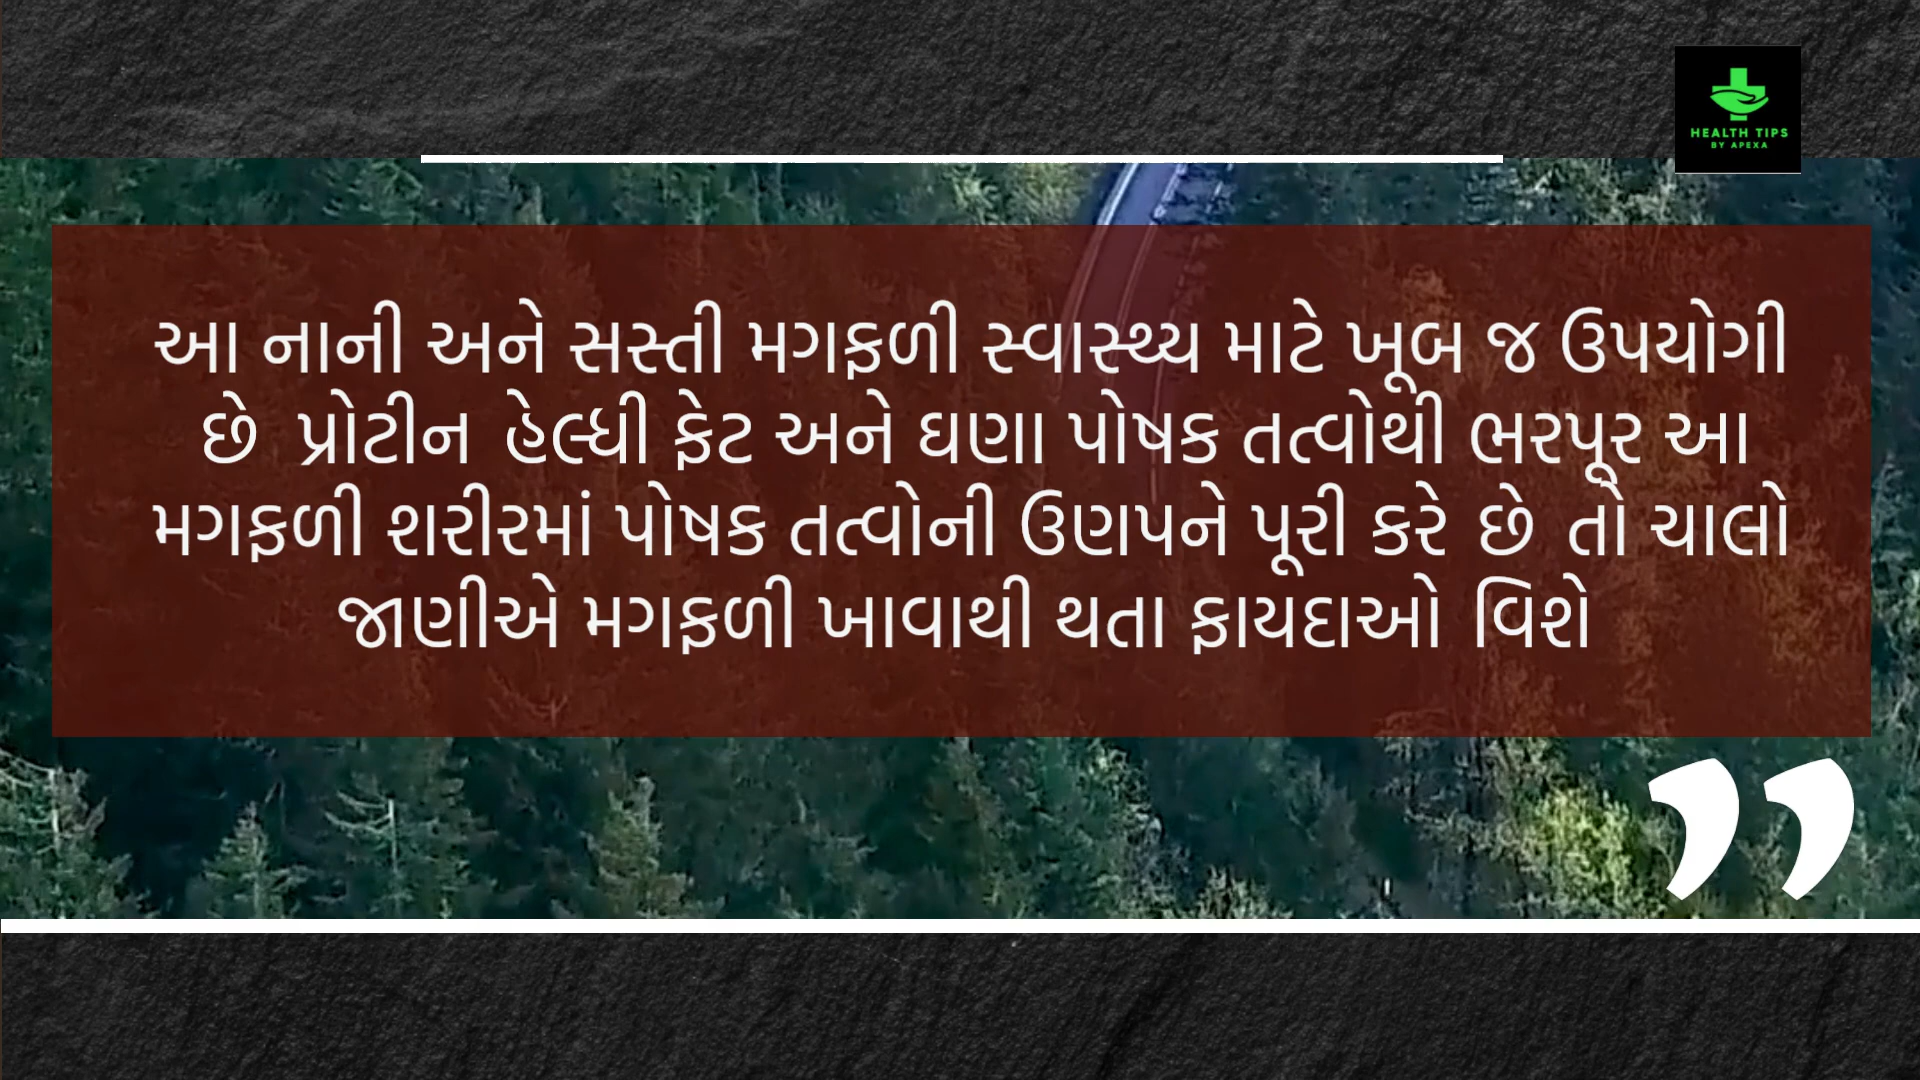 HEALTH TIPS
BY APEXA
આ નાની અને સસ્તી મગફળી સ્વાસ્થ્ય માટે ખૂબ જ ઉપયોગી
છે પ્રોટીન હેલ્ધી ફેટ અને ઘણા પોષક તત્વોથી ભરપૂર આ
મગફળી શરીરમાં પોષક તત્વોની ઉણપને પૂરી કરે છે તો ચાલો
જાણીએ મગફળી ખાવાથી થતા ફાયદાઓ વિશે
”